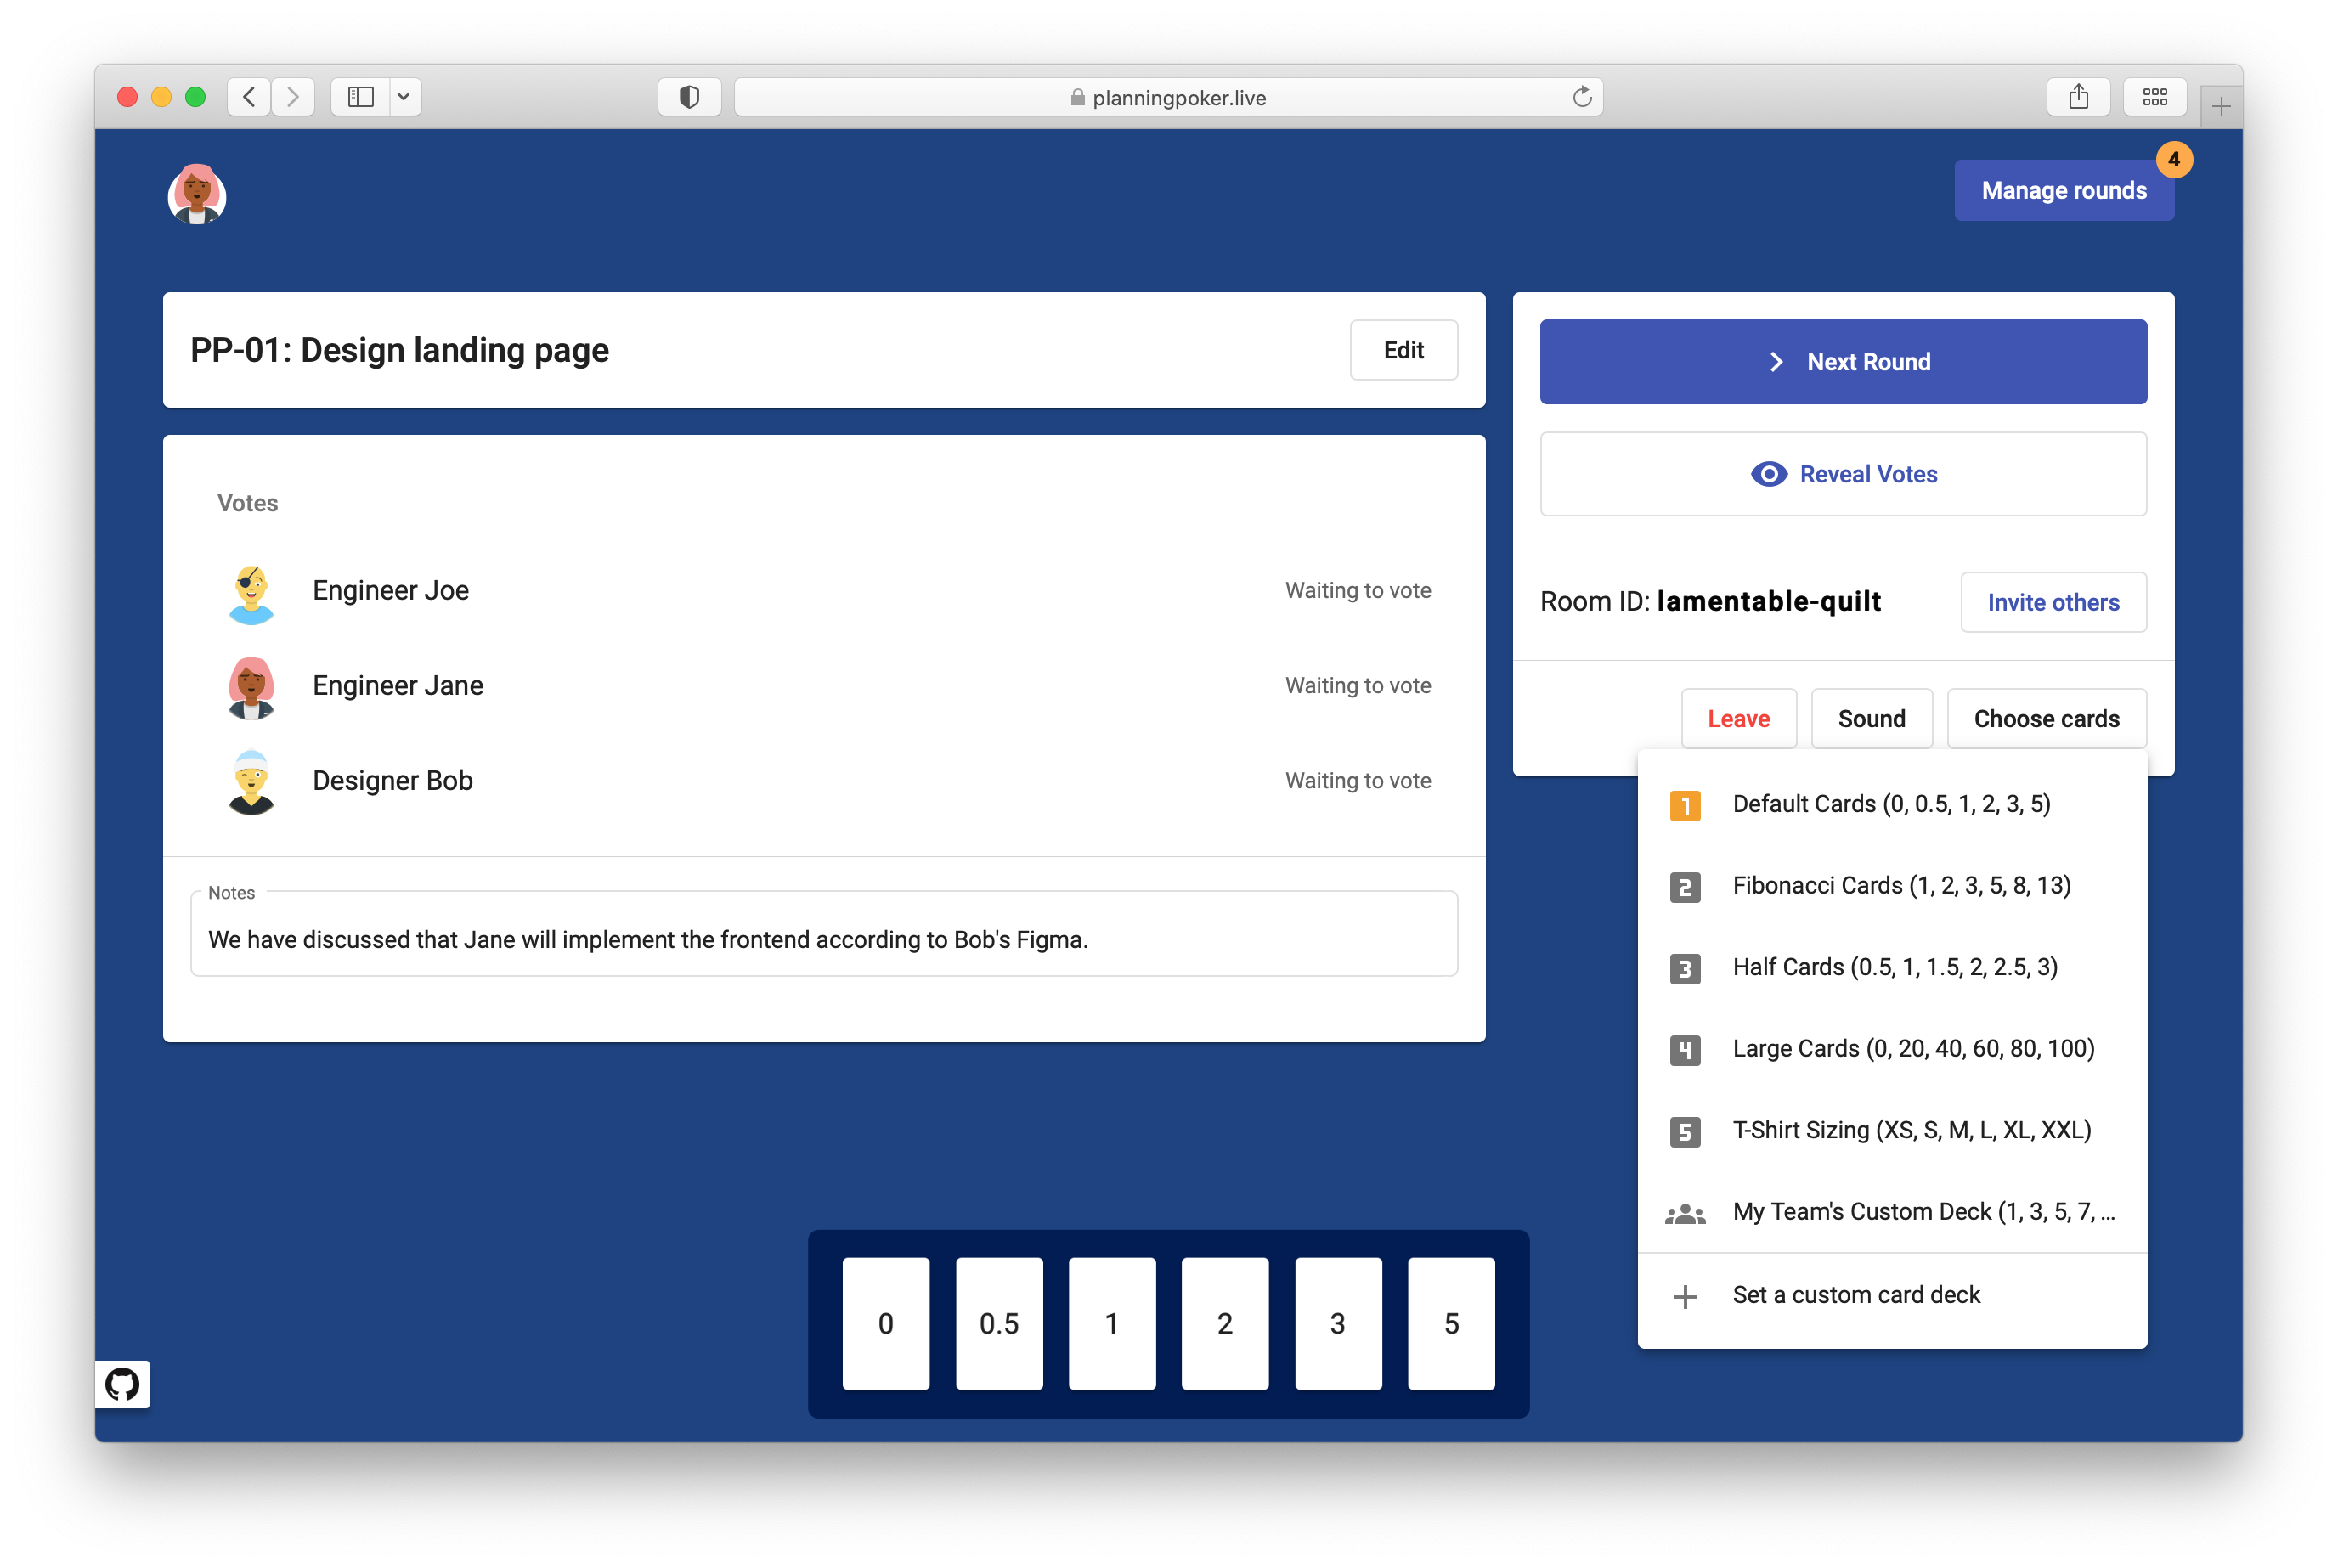 planningpoker.live
4
Manage rounds
PP-01: Design landing page
Edit
Votes
Engineer Joe
Waiting to vote
Engineer Jane
Waiting to vote
Designer Bob
Waiting to vote
Notes
We have discussed that Jane will implement the frontend according to Bob's Figma.
Next Round
Reveal Votes
Room ID: lamentable-quilt
Invite others
Leave
Sound
Choose cards
1 Default Cards (0, 0.5, 1, 2, 3, 5)
2 Fibonacci Cards (1, 2, 3, 5, 8, 13)
3 Half Cards (0.5, 1, 1.5, 2, 2.5, 3)
4 Large Cards (0, 20, 40, 60, 80, 100)
5 T-Shirt Sizing (XS, S, M, L, XL, XXL)
My Team's Custom Deck (1, 3, 5, 7, ...
Set a custom card deck
0 0.5 1 2 3 5